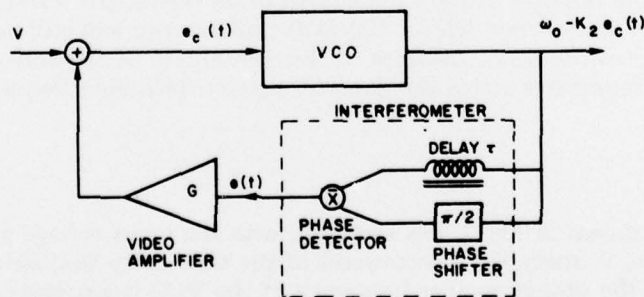 V
e_c (t)
VCO
ω_o - K_2 e_c(t)
INTERFEROMETER
DELAY τ
G
e(t)
X̄
π/2
PHASE
DETECTOR
PHASE
SHIFTER
VIDEO
AMPLIFIER
+